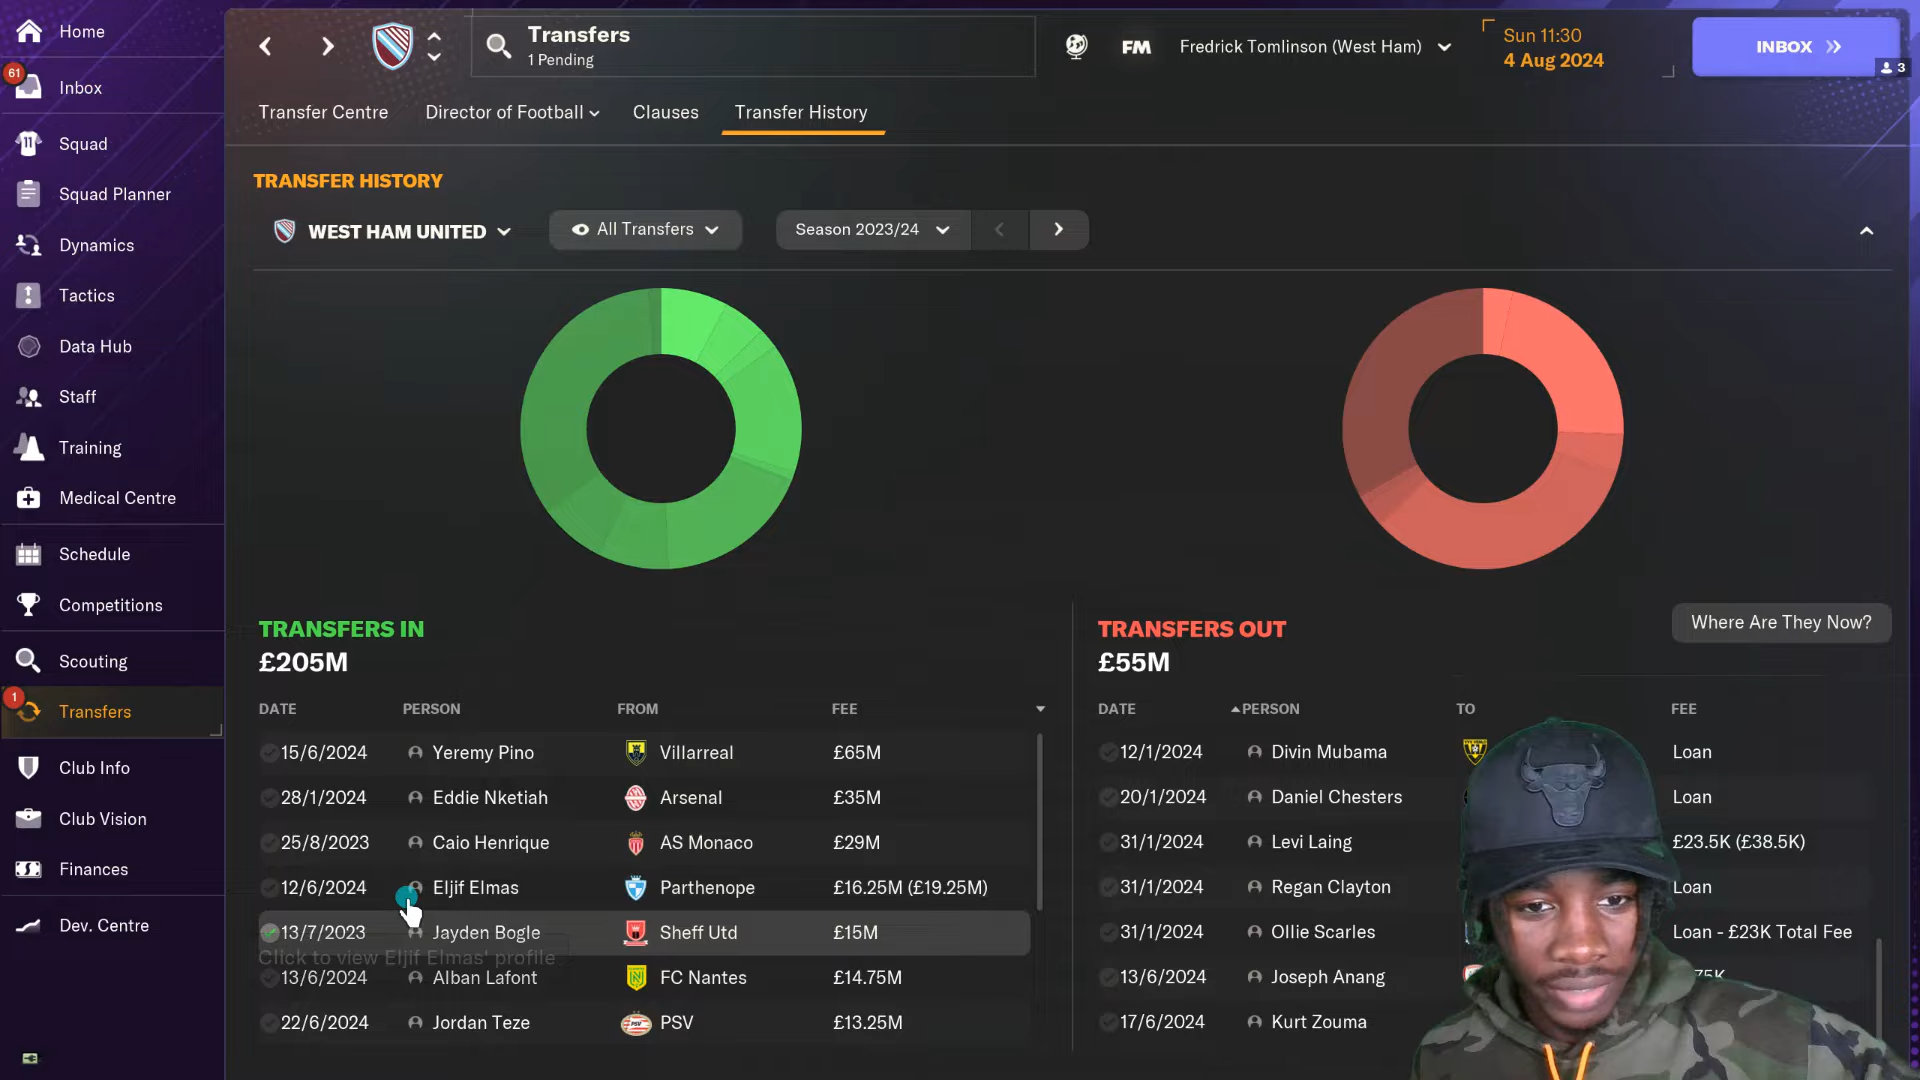 Home
61
Inbox
Squad
Squad Planner
Dynamics
Tactics
Data Hub
Staff
Training
Medical Centre
Schedule
Competitions
Scouting
1
Transfers
Club Info
Club Vision
Finances
Dev. Centre
Transfers
1 Pending
FM
Fredrick Tomlinson (West Ham)
Sun 11:30
4 Aug 2024
INBOX
3
Transfer Centre
Director of Football
Clauses
Transfer History
TRANSFER HISTORY
WEST HAM UNITED
All Transfers
Season 2023/24
TRANSFERS IN
£205M
DATE PERSON FROM FEE
15/6/2024 Yeremy Pino Villarreal £65M
28/1/2024 Eddie Nketiah Arsenal £35M
25/8/2023 Caio Henrique AS Monaco £29M
12/6/2024 Eljif Elmas Parthenope £16.25M (£19.25M)
13/7/2023 Jayden Bogle Sheff Utd £15M
Click to view Eljif Elmas' profile
13/6/2024 Alban Lafont FC Nantes £14.75M
22/6/2024 Jordan Teze PSV £13.25M
TRANSFERS OUT
£55M
Where Are They Now?
DATE PERSON TO FEE
12/1/2024 Divin Mubama Loan
20/1/2024 Daniel Chesters Loan
31/1/2024 Levi Laing £23.5K (£38.5K)
31/1/2024 Regan Clayton Loan
31/1/2024 Ollie Scarles Loan - £23K Total Fee
13/6/2024 Joseph Anang
17/6/2024 Kurt Zouma